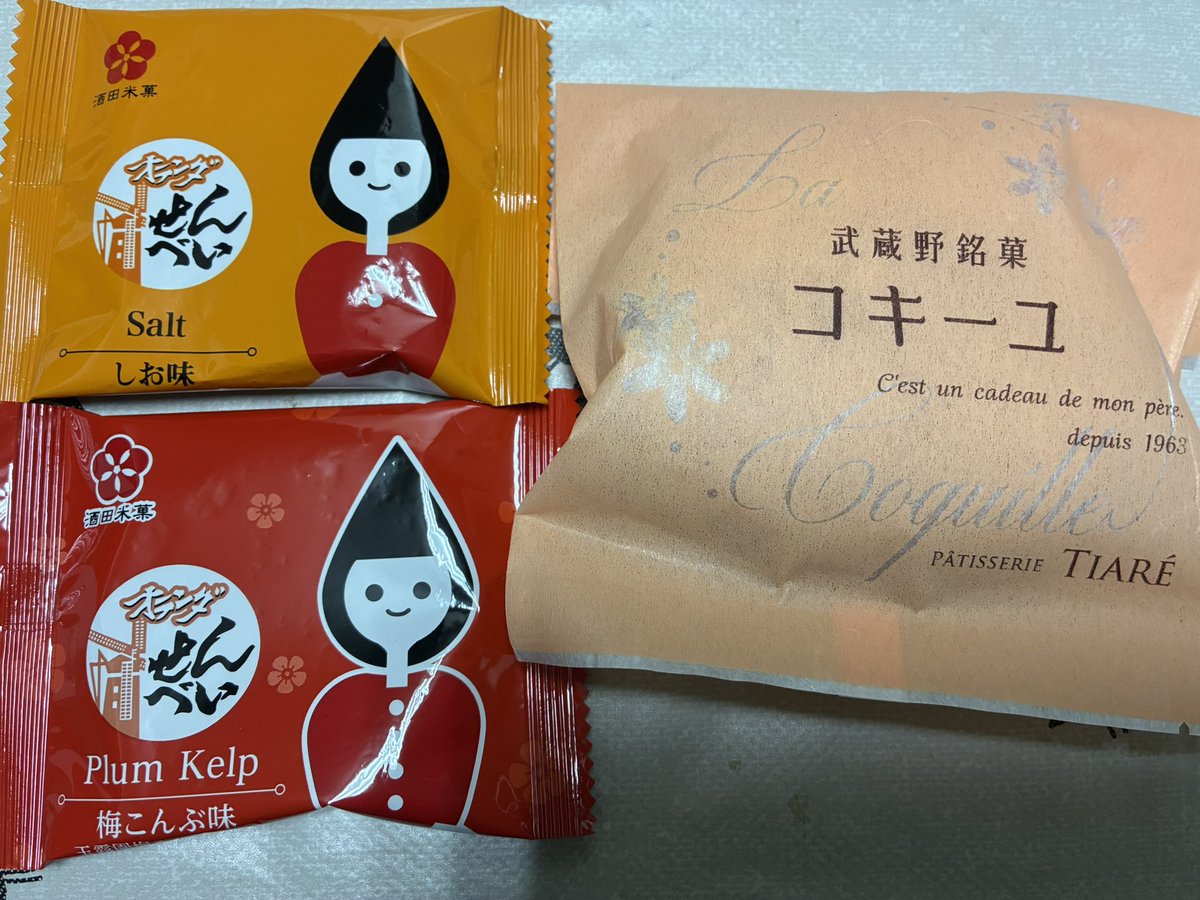 酒田米菓
オランダ
せんべい
Salt
しお味
酒田米菓
オランダ
せんべい
Plum Kelp
梅こんぶ味
La
武蔵野銘菓
コキーユ
C'est un cadeau de mon père.
depuis 1963
Coquille
PÂTISSERIE TIARÉ